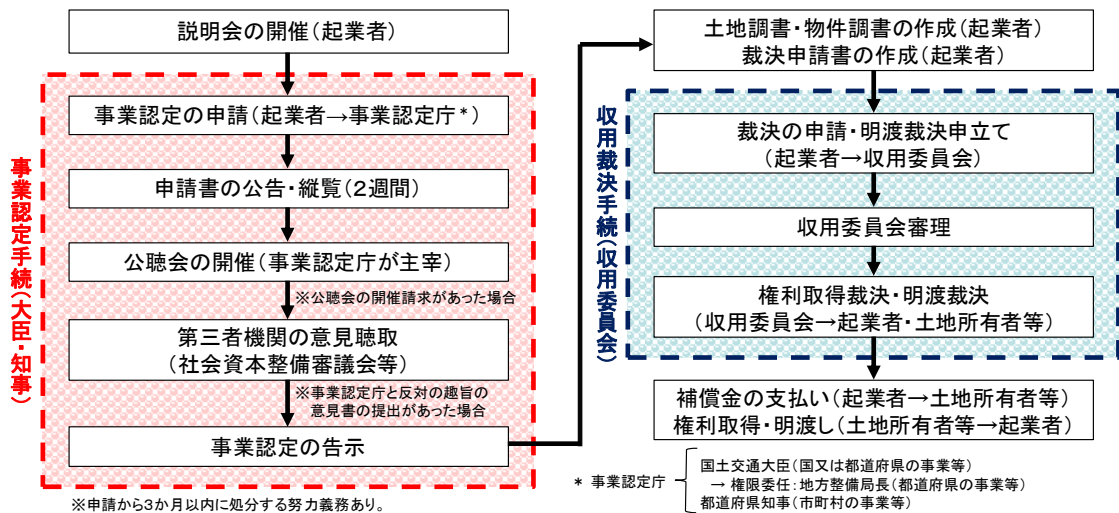 説明会の開催(起業者)
事業認定手続(大臣・知事)
事業認定の申請(起業者→事業認定庁*)
申請書の公告・縦覧(2週間)
公聴会の開催(事業認定庁が主宰)
※公聴会の開催請求があった場合
第三者機関の意見聴取
(社会資本整備審議会等)
※事業認定庁と反対の趣旨の
意見書の提出があった場合
事業認定の告示
※申請から3か月以内に処分する努力義務あり。
土地調書・物件調書の作成(起業者)
裁決申請書の作成(起業者)
収用裁決手続(収用委員会)
裁決の申請・明渡裁決申立て
(起業者→収用委員会)
収用委員会審理
権利取得裁決・明渡裁決
(収用委員会→起業者・土地所有者等)
補償金の支払い(起業者→土地所有者等)
権利取得・明渡し(土地所有者等→起業者)
* 事業認定庁
国土交通大臣(国又は都道府県の事業等)
→ 権限委任:地方整備局長(都道府県の事業等)
都道府県知事(市町村の事業等)